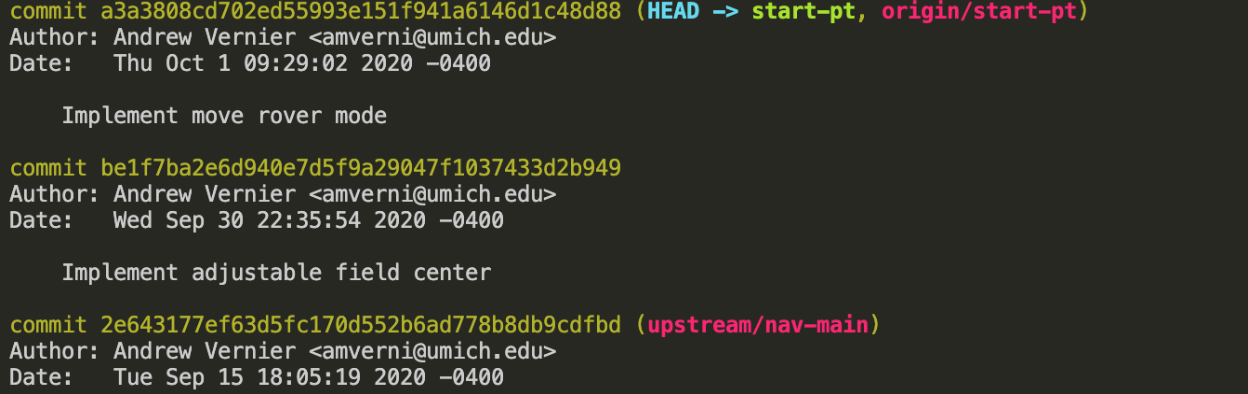 commit a3a3808cd702ed55993e151f941a6146d1c48d88 (HEAD -> start-pt, origin/start-pt)
Author: Andrew Vernier <amverni@umich.edu>
Date:   Thu Oct 1 09:29:02 2020 -0400
Implement move rover mode
commit be1f7ba2e6d940e7d5f9a29047f1037433d2b949
Author: Andrew Vernier <amverni@umich.edu>
Date:   Wed Sep 30 22:35:54 2020 -0400
Implement adjustable field center
commit 2e643177ef63d5fc170d552b6ad778b8db9cdfbd (upstream/nav-main)
Author: Andrew Vernier <amverni@umich.edu>
Date:   Tue Sep 15 18:05:19 2020 -0400